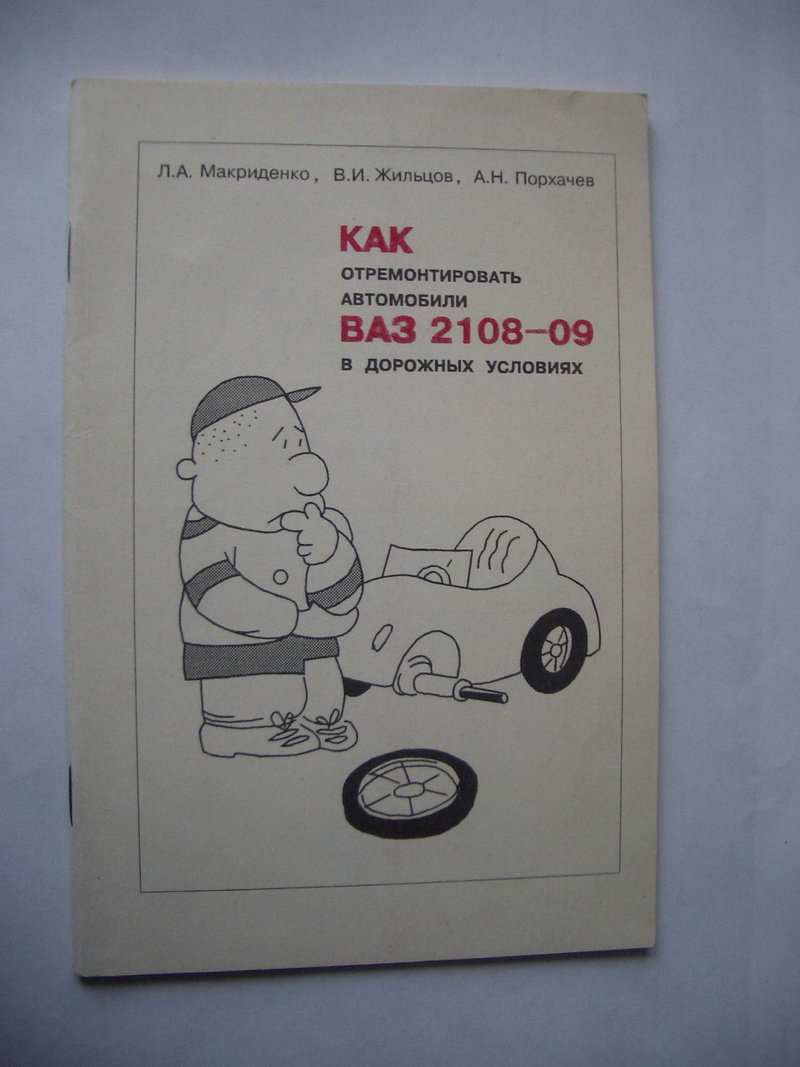 Л.А. Макриденко, В.И. Жильцов, А.Н. Порхачев
КАК
ОТРЕМОНТИРОВАТЬ
АВТОМОБИЛИ
ВАЗ 2108—09
В ДОРОЖНЫХ УСЛОВИЯХ